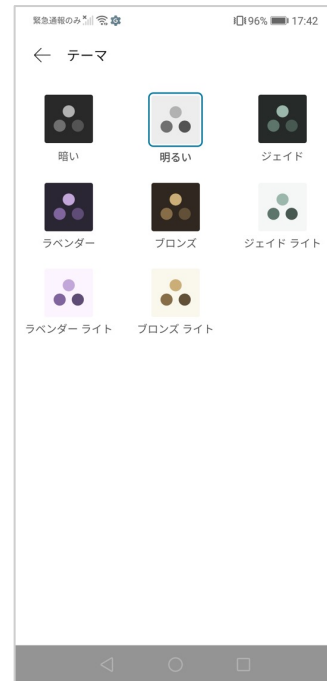 緊急通報のみ 96% 17:42
← テーマ
暗い 明るい ジェイド
ラベンダー ブロンズ ジェイド ライト
ラベンダー ライト ブロンズ ライト